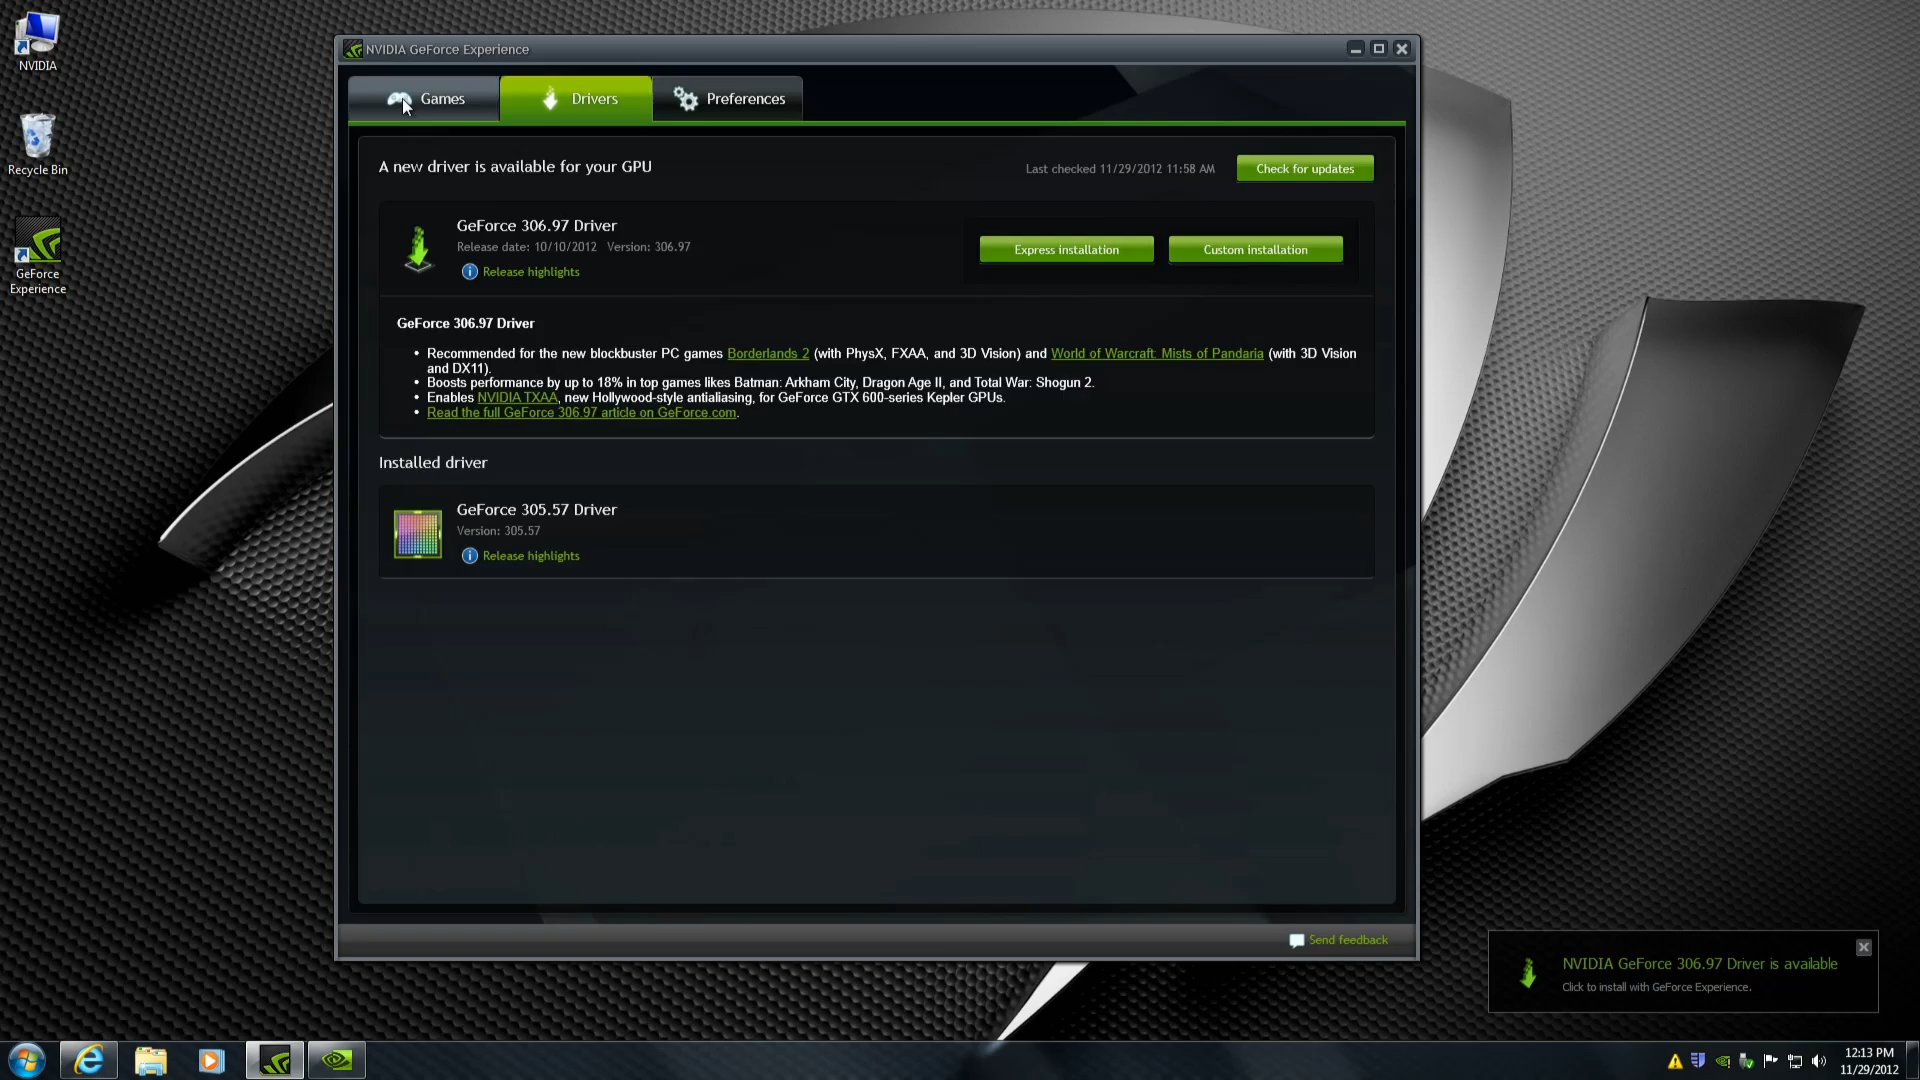 NVIDIA
Recycle Bin
GeForce
Experience
NVIDIA GeForce Experience
Games
Drivers
Preferences
A new driver is available for your GPU
Last checked 11/29/2012 11:58 AM
Check for updates
GeForce 306.97 Driver
Release date: 10/10/2012 Version: 306.97
Release highlights
Express installation
Custom installation
GeForce 306.97 Driver
• Recommended for the new blockbuster PC games Borderlands 2 (with PhysX, FXAA, and 3D Vision) and World of Warcraft: Mists of Pandaria (with 3D Vision
and DX11).
• Boosts performance by up to 18% in top games likes Batman: Arkham City, Dragon Age II, and Total War: Shogun 2.
• Enables NVIDIA TXAA, new Hollywood-style antialiasing, for GeForce GTX 600-series Kepler GPUs.
• Read the full GeForce 306.97 article on GeForce.com.
Installed driver
GeForce 305.57 Driver
Version: 305.57
Release highlights
Send feedback
NVIDIA GeForce 306.97 Driver is available
Click to install with GeForce Experience.
12:13 PM
11/29/2012